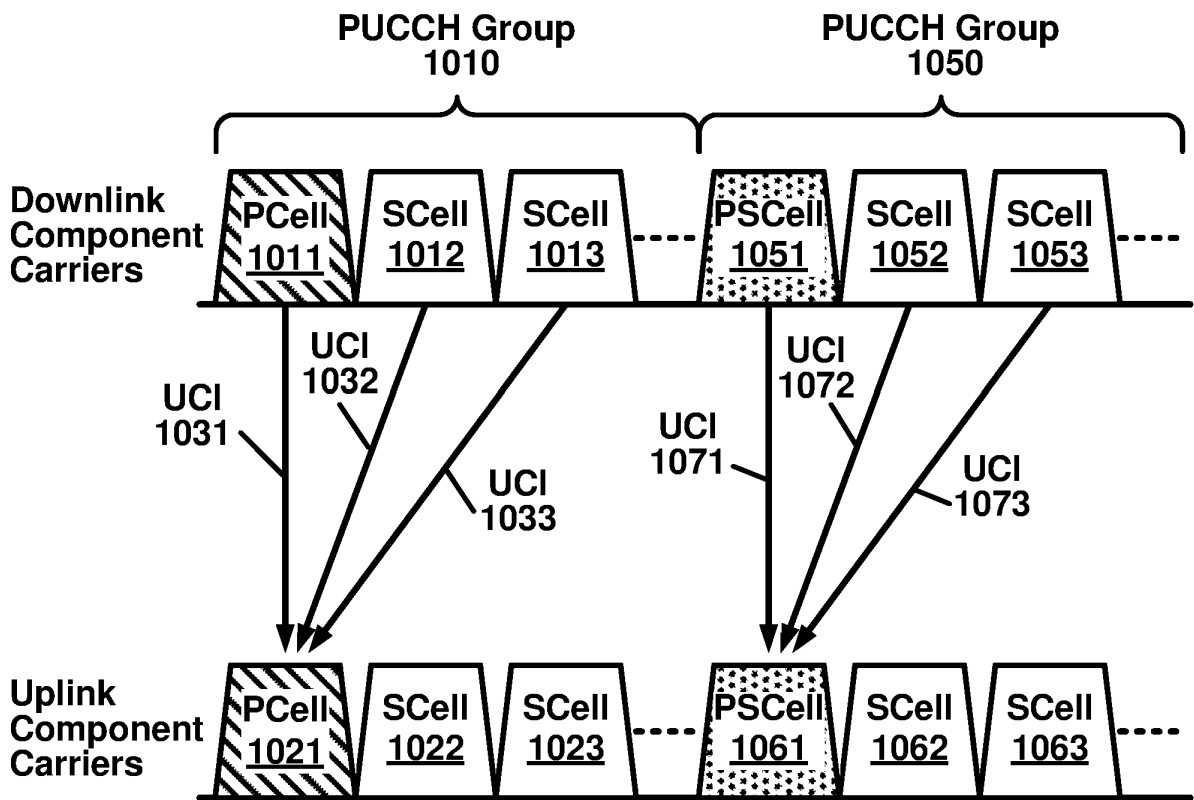 PUCCH Group
1010
PUCCH Group
1050
Downlink
Component
Carriers
PCell
1011
SCell
1012
SCell
1013
PSCell
1051
SCell
1052
SCell
1053
UCI
1031
UCI
1032
UCI
1033
UCI
1071
UCI
1072
UCI
1073
Uplink
Component
Carriers
PCell
1021
SCell
1022
SCell
1023
PSCell
1061
SCell
1062
SCell
1063